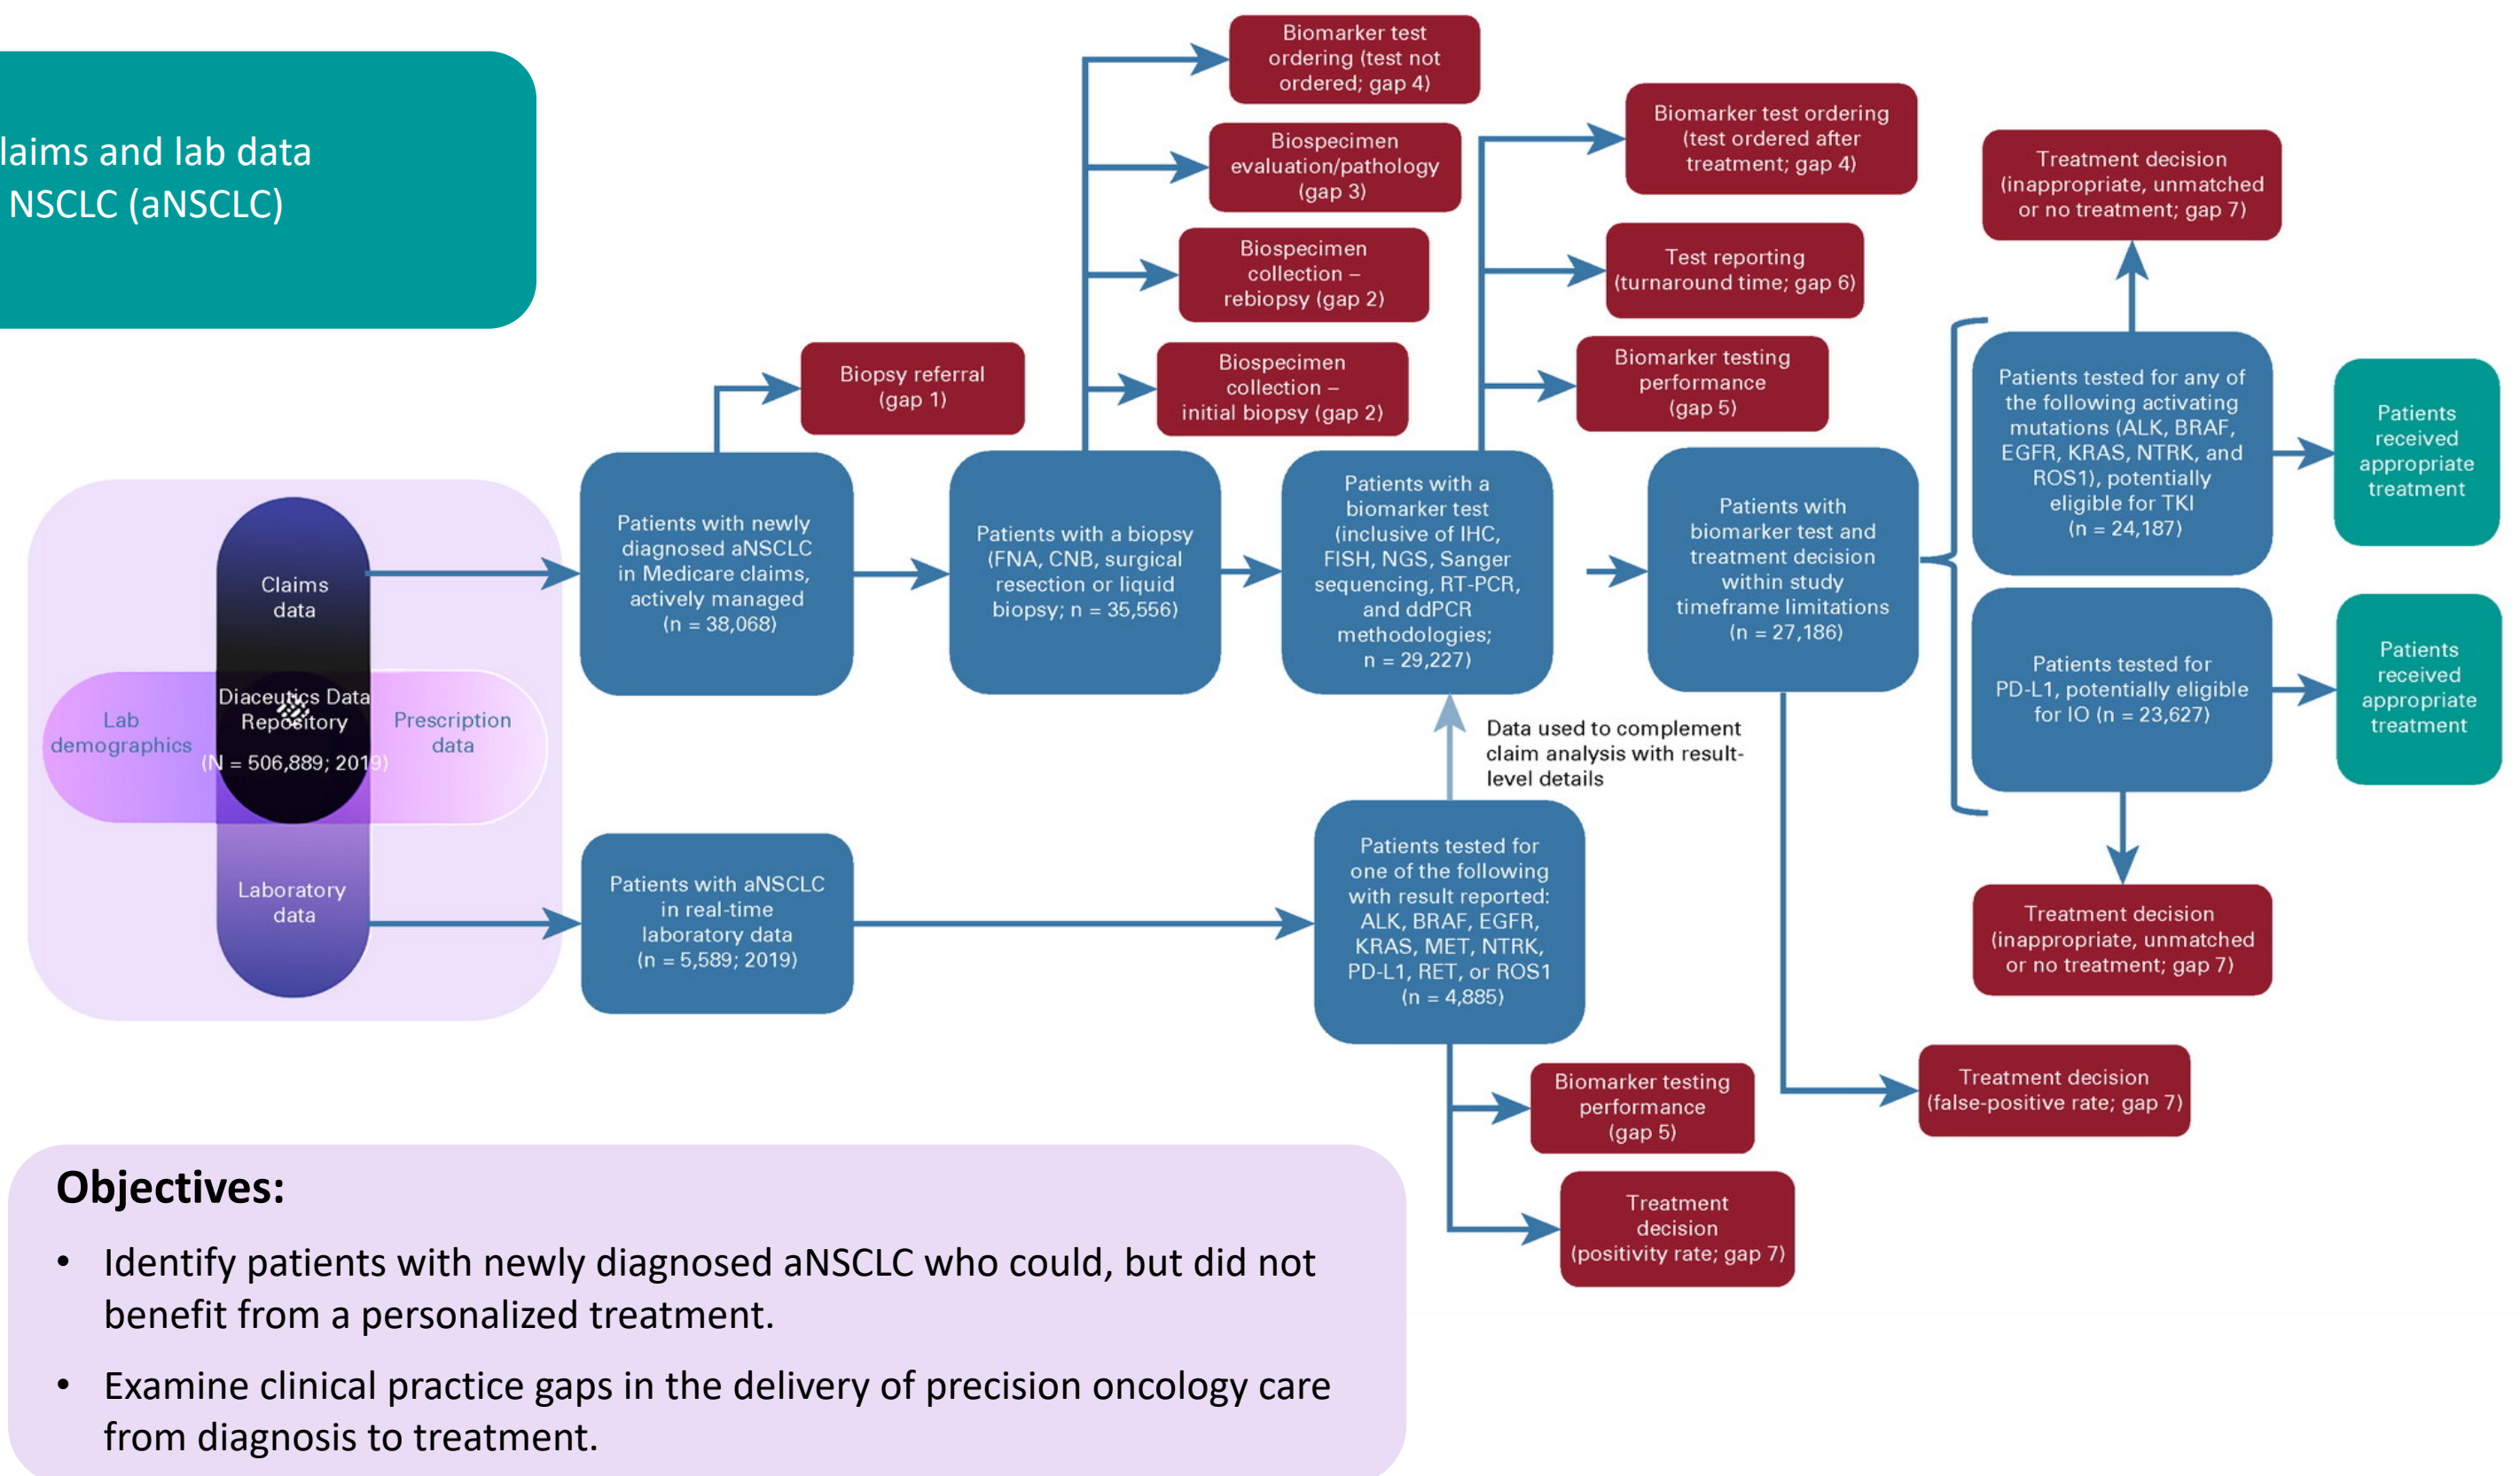 laims and lab data
NSCLC (aNSCLC)
Biomarker test
ordering (test not
ordered; gap 4)
Biospecimen
evaluation/pathology
(gap 3)
Biospecimen
collection –
rebiopsy (gap 2)
Biospecimen
collection –
initial biopsy (gap 2)
Biopsy referral
(gap 1)
Biomarker test ordering
(test ordered after
treatment; gap 4)
Test reporting
(turnaround time; gap 6)
Biomarker testing
performance
(gap 5)
Treatment decision
(inappropriate, unmatched
or no treatment; gap 7)
Claims
data
Lab
demographics
Diaceutics Data
Repository
(N = 506,889; 2019)
Prescription
data
Laboratory
data
Patients with newly
diagnosed aNSCLC
in Medicare claims,
actively managed
(n = 38,068)
Patients with a biopsy
(FNA, CNB, surgical
resection or liquid
biopsy; n = 35,556)
Patients with a
biomarker test
(inclusive of IHC,
FISH, NGS, Sanger
sequencing, RT-PCR,
and ddPCR
methodologies;
n = 29,227)
Patients with
biomarker test and
treatment decision
within study
timeframe limitations
(n = 27,186)
Patients tested for any of
the following activating
mutations (ALK, BRAF,
EGFR, KRAS, NTRK, and
ROS1), potentially
eligible for TKI
(n = 24,187)
Patients
received
appropriate
treatment
Patients tested for
PD-L1, potentially eligible
for IO (n = 23,627)
Patients
received
appropriate
treatment
Data used to complement
claim analysis with result-
level details
Patients with aNSCLC
in real-time
laboratory data
(n = 5,589; 2019)
Patients tested for
one of the following
with result reported:
ALK, BRAF, EGFR,
KRAS, MET, NTRK,
PD-L1, RET, or ROS1
(n = 4,885)
Treatment decision
(inappropriate, unmatched
or no treatment; gap 7)
Biomarker testing
performance
(gap 5)
Treatment decision
(false-positive rate; gap 7)
Treatment
decision
(positivity rate; gap 7)
Objectives:
• Identify patients with newly diagnosed aNSCLC who could, but did not
benefit from a personalized treatment.
• Examine clinical practice gaps in the delivery of precision oncology care
from diagnosis to treatment.